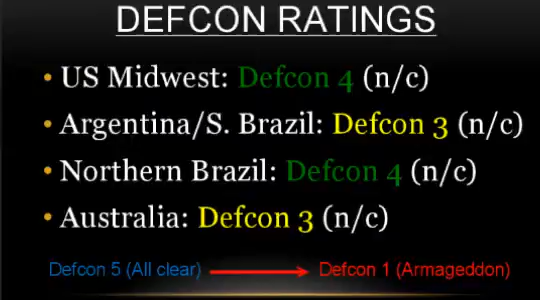 DEFCON RATINGS
• US Midwest: Defcon 4 (n/c)
• Argentina/S. Brazil: Defcon 3 (n/c)
• Northern Brazil: Defcon 4 (n/c)
• Australia: Defcon 3 (n/c)
Defcon 5 (All clear) Defcon 1 (Armageddon)